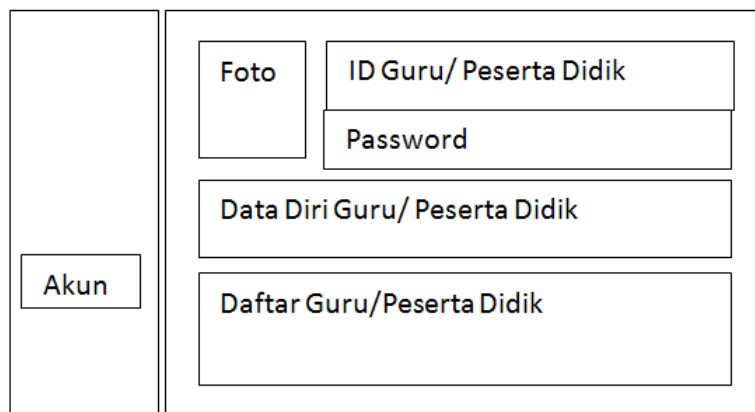 Foto
ID Guru/ Peserta Didik
Password
Data Diri Guru/ Peserta Didik
Akun
Daftar Guru/Peserta Didik